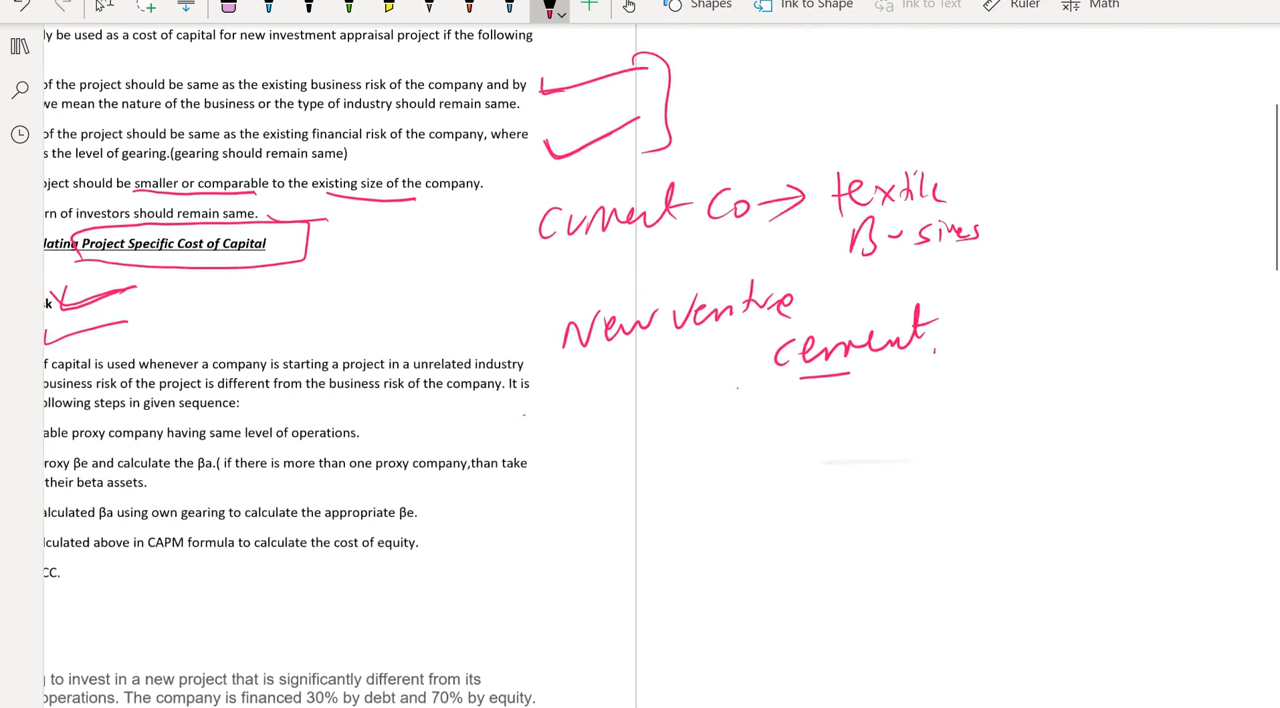 Shapes
Ink to Shape
Ink to Text
Ruler
Math
ly be used as a cost of capital for new investment appraisal project if the following
of the project should be same as the existing business risk of the company and by
we mean the nature of the business or the type of industry should remain same.
of the project should be same as the existing financial risk of the company, where
s the level of gearing.(gearing should remain same)
oject should be smaller or comparable to the existing size of the company.
rn of investors should remain same.
lating Project Specific Cost of Capital
k
f capital is used whenever a company is starting a project in a unrelated industry
business risk of the project is different from the business risk of the company. It is
ollowing steps in given sequence:
able proxy company having same level of operations.
roxy βe and calculate the βa.( if there is more than one proxy company,than take
their beta assets.
alculated βa using own gearing to calculate the appropriate βe.
lculated above in CAPM formula to calculate the cost of equity.
CC.
to invest in a new project that is significantly different from its
operations. The company is financed 30% by debt and 70% by equity.
Current Co → textile
New Ventre
cement.